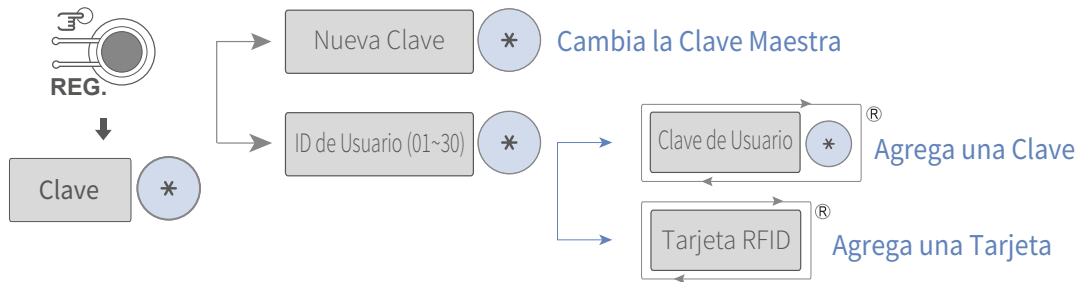 REG.
Clave *
Nueva Clave * Cambia la Clave Maestra
ID de Usuario (01~30) *
Clave de Usuario * ® Agrega una Clave
Tarjeta RFID ® Agrega una Tarjeta